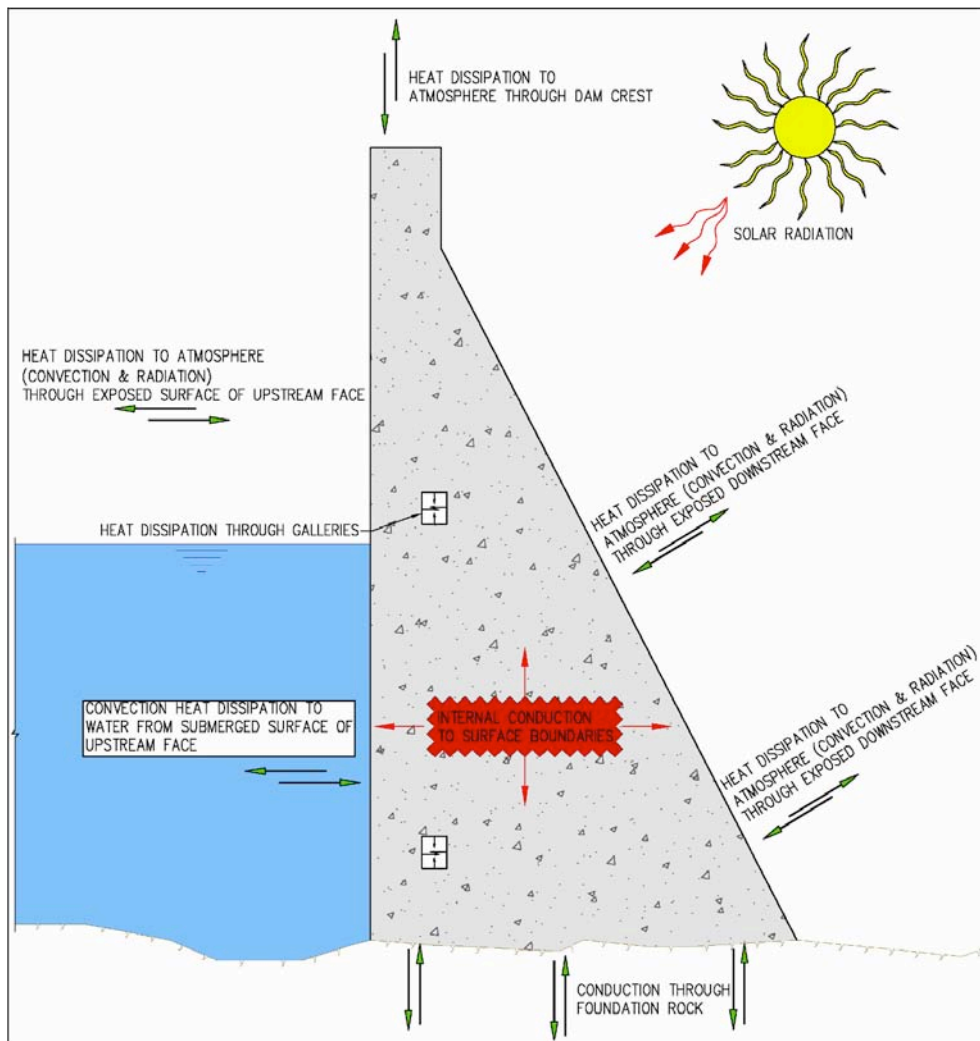 HEAT DISSIPATION TO
ATMOSPHERE THROUGH DAM CREST
SOLAR RADIATION
HEAT DISSIPATION TO ATMOSPHERE
(CONVECTION & RADIATION)
THROUGH EXPOSED SURFACE OF UPSTREAM FACE
HEAT DISSIPATION TO
ATMOSPHERE (CONVECTION & RADIATION)
THROUGH EXPOSED DOWNSTREAM FACE
HEAT DISSIPATION THROUGH GALLERIES
CONVECTION HEAT DISSIPATION TO
WATER FROM SUBMERGED SURFACE OF
UPSTREAM FACE
INTERNAL CONDUCTION
TO SURFACE BOUNDARIES
HEAT DISSIPATION TO
ATMOSPHERE (CONVECTION & RADIATION)
THROUGH EXPOSED DOWNSTREAM FACE
CONDUCTION THROUGH
FOUNDATION ROCK